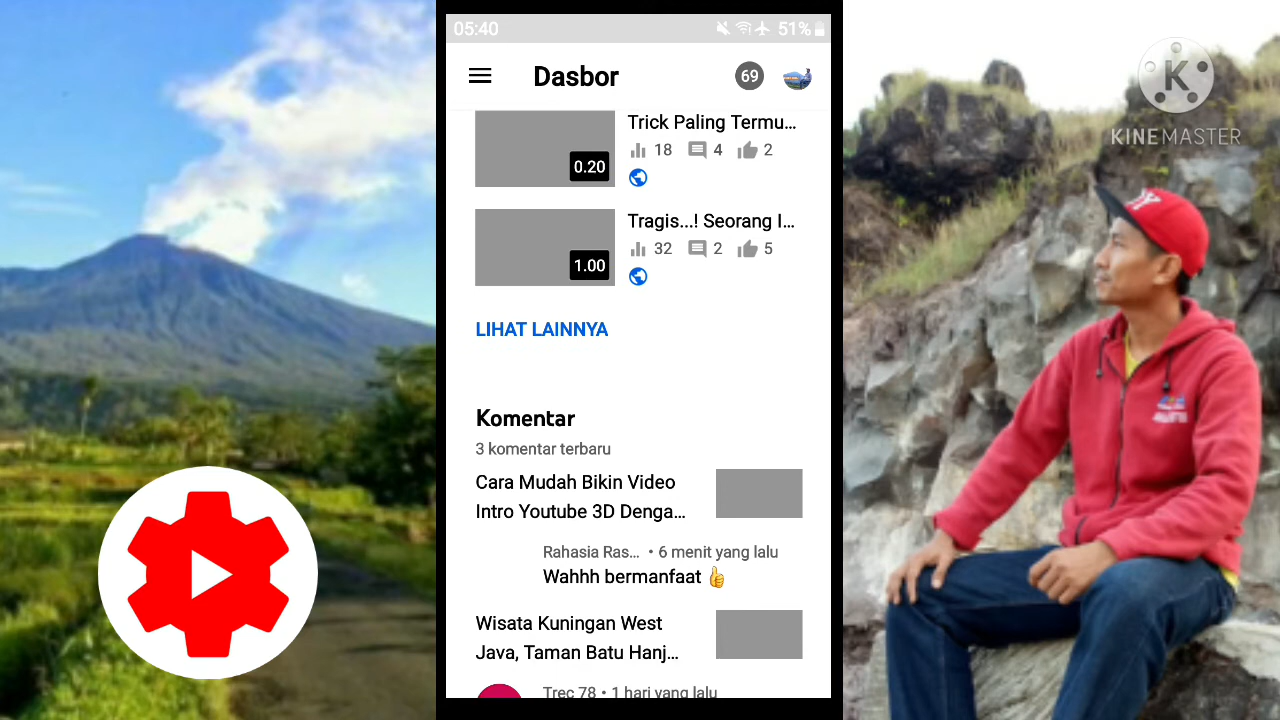 05:40
51%
Dasbor
69
Trick Paling Termu...
0.20
18
4
2
Tragis...! Seorang I...
1.00
32
2
5
LIHAT LAINNYA
Komentar
3 komentar terbaru
Cara Mudah Bikin Video
Intro Youtube 3D Denga...
Rahasia Ras... • 6 menit yang lalu
Wahhh bermanfaat 👍
Wisata Kuningan West
Java, Taman Batu Hanj...
Trec 78 • 1 hari yang lalu
K
KINEMASTER